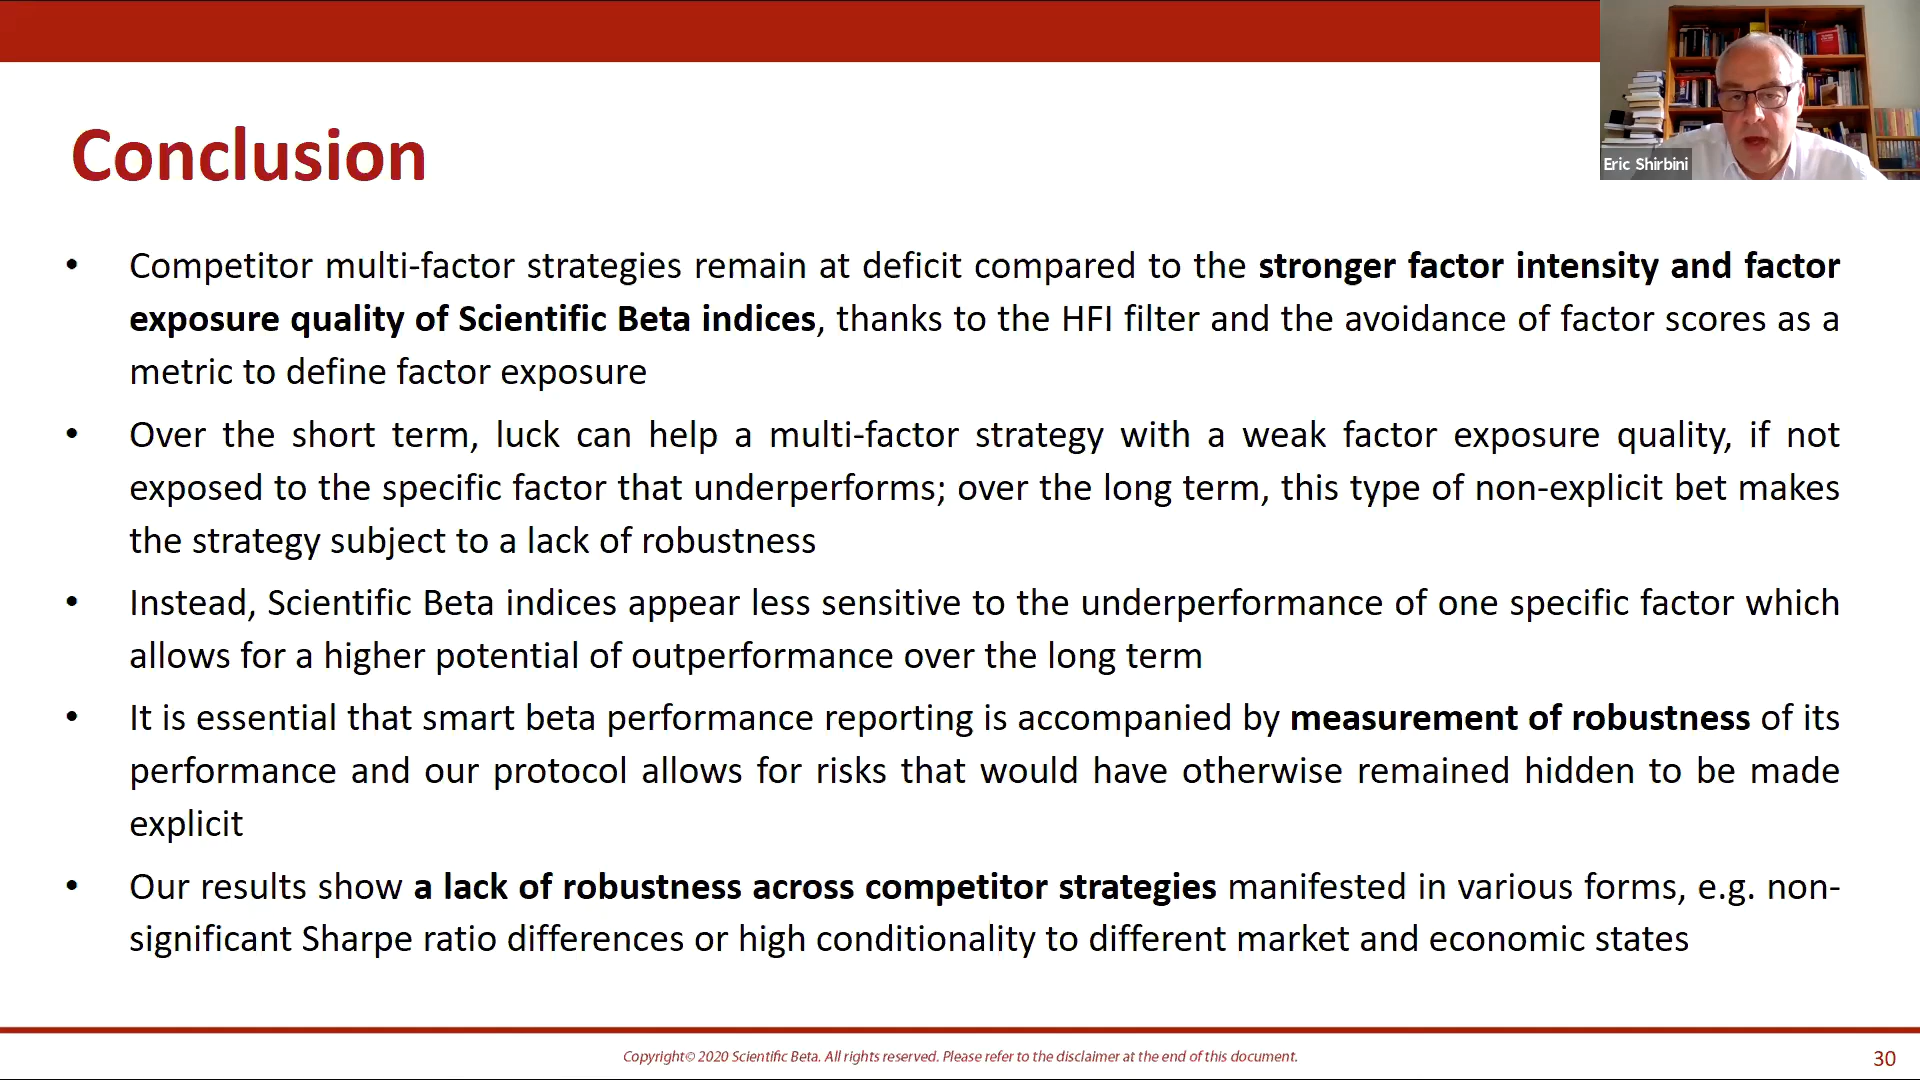 Eric Shirbini
Conclusion
• Competitor multi-factor strategies remain at deficit compared to the stronger factor intensity and factor
exposure quality of Scientific Beta indices, thanks to the HFI filter and the avoidance of factor scores as a
metric to define factor exposure
• Over the short term, luck can help a multi-factor strategy with a weak factor exposure quality, if not
exposed to the specific factor that underperforms; over the long term, this type of non-explicit bet makes
the strategy subject to a lack of robustness
• Instead, Scientific Beta indices appear less sensitive to the underperformance of one specific factor which
allows for a higher potential of outperformance over the long term
• It is essential that smart beta performance reporting is accompanied by measurement of robustness of its
performance and our protocol allows for risks that would have otherwise remained hidden to be made
explicit
• Our results show a lack of robustness across competitor strategies manifested in various forms, e.g. non-
significant Sharpe ratio differences or high conditionality to different market and economic states
Copyright© 2020 Scientific Beta. All rights reserved. Please refer to the disclaimer at the end of this document.
30